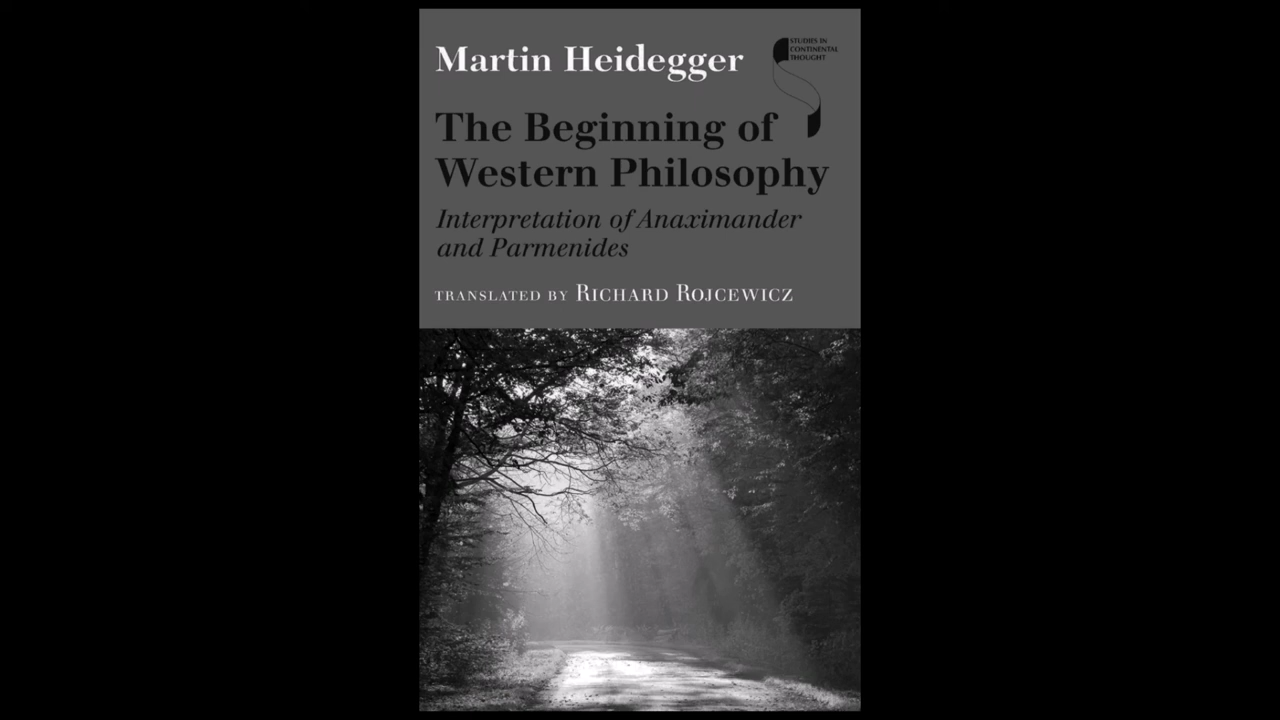 Martin Heidegger
STUDIES IN
CONTINENTAL
THOUGHT
The Beginning of
Western Philosophy
Interpretation of Anaximander
and Parmenides
TRANSLATED BY RICHARD ROJCEWICZ